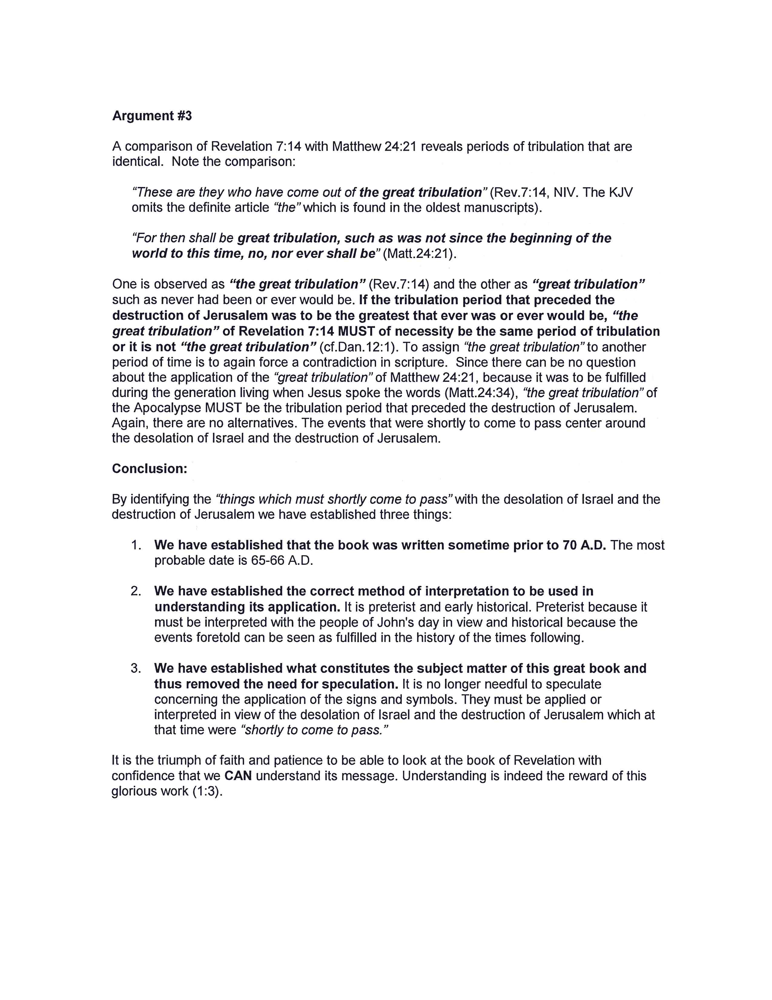 Argument #3
A comparison of Revelation 7:14 with Matthew 24:21 reveals periods of tribulation that are
identical.  Note the comparison:
“These are they who have come out of the great tribulation” (Rev.7:14, NIV. The KJV
omits the definite article “the” which is found in the oldest manuscripts).
“For then shall be great tribulation, such as was not since the beginning of the
world to this time, no, nor ever shall be” (Matt.24:21).
One is observed as “the great tribulation” (Rev.7:14) and the other as “great tribulation”
such as never had been or ever would be. If the tribulation period that preceded the
destruction of Jerusalem was to be the greatest that ever was or ever would be, “the
great tribulation” of Revelation 7:14 MUST of necessity be the same period of tribulation
or it is not “the great tribulation” (cf.Dan.12:1). To assign “the great tribulation” to another
period of time is to again force a contradiction in scripture.  Since there can be no question
about the application of the “great tribulation” of Matthew 24:21, because it was to be fulfilled
during the generation living when Jesus spoke the words (Matt.24:34), “the great tribulation” of
the Apocalypse MUST be the tribulation period that preceded the destruction of Jerusalem.
Again, there are no alternatives. The events that were shortly to come to pass center around
the desolation of Israel and the destruction of Jerusalem.
Conclusion:
By identifying the “things which must shortly come to pass” with the desolation of Israel and the
destruction of Jerusalem we have established three things:
1. We have established that the book was written sometime prior to 70 A.D. The most
probable date is 65-66 A.D.
2. We have established the correct method of interpretation to be used in
understanding its application. It is preterist and early historical. Preterist because it
must be interpreted with the people of John's day in view and historical because the
events foretold can be seen as fulfilled in the history of the times following.
3. We have established what constitutes the subject matter of this great book and
thus removed the need for speculation. It is no longer needful to speculate
concerning the application of the signs and symbols. They must be applied or
interpreted in view of the desolation of Israel and the destruction of Jerusalem which at
that time were “shortly to come to pass.”
It is the triumph of faith and patience to be able to look at the book of Revelation with
confidence that we CAN understand its message. Understanding is indeed the reward of this
glorious work (1:3).